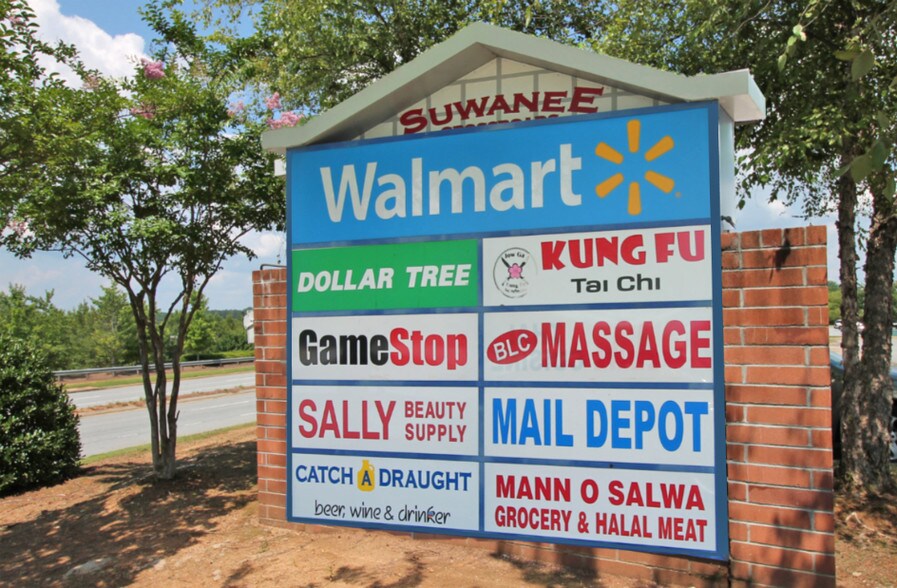 SUWANEE
Walmart
DOLLAR TREE
KUNG FU
TAI CHI
GameStop
BLC MASSAGE
SALLY BEAUTY
SUPPLY
MAIL DEPOT
CATCH A DRAUGHT
beer, wine & drinker
MANN O SALWA
GROCERY & HALAL MEAT